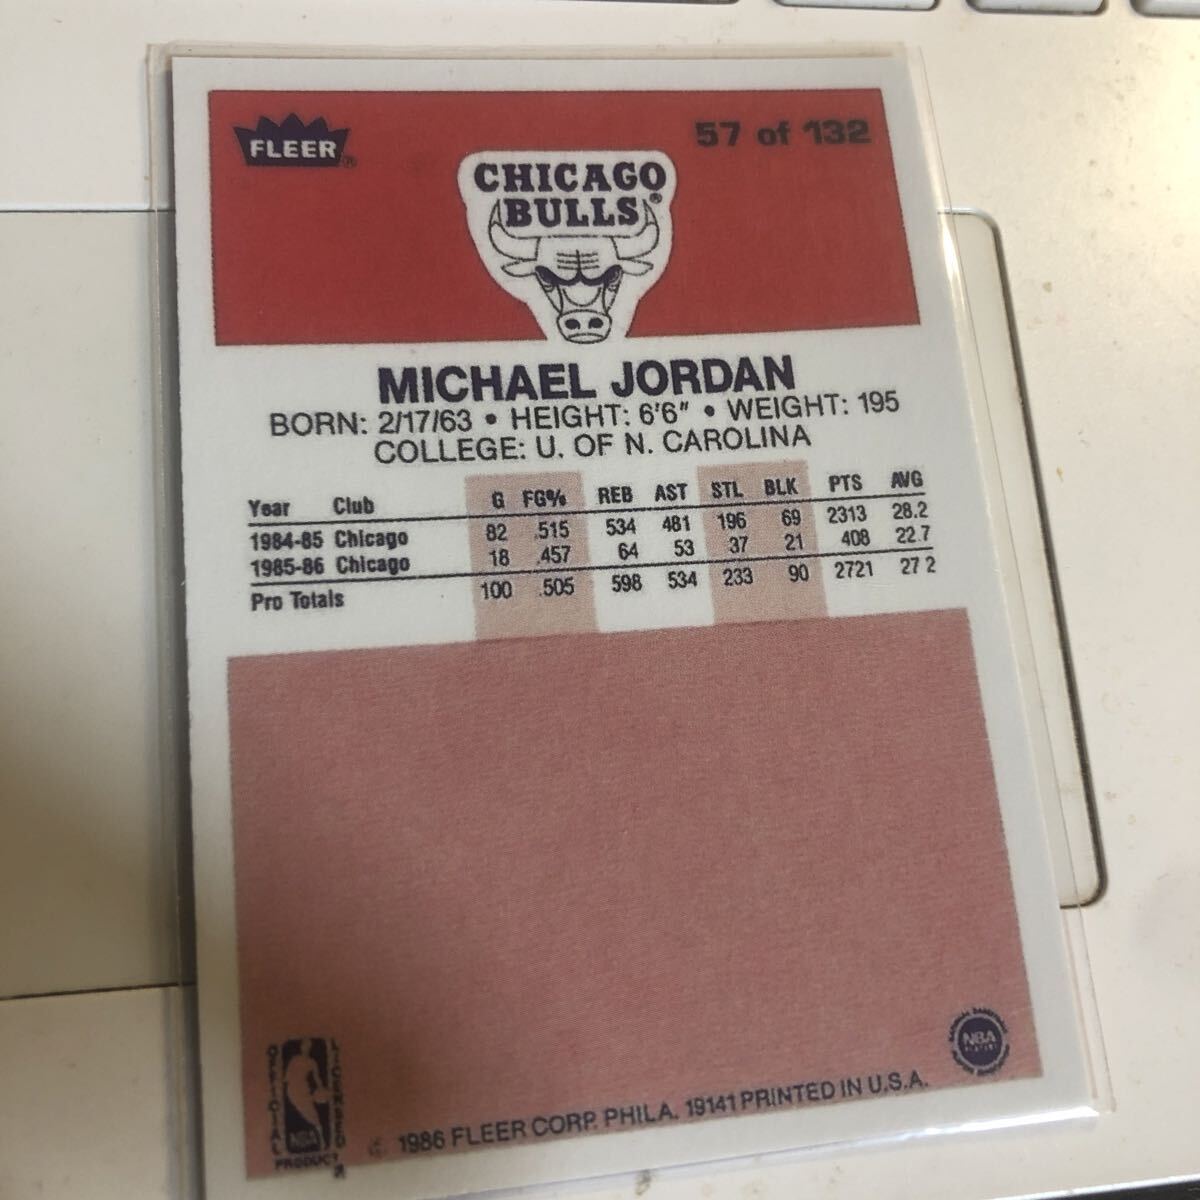 FLEER®
57 of 132
CHICAGO
BULLS®
MICHAEL JORDAN
BORN: 2/17/63 • HEIGHT: 6'6" • WEIGHT: 195
COLLEGE: U. OF N. CAROLINA
Year Club G FG% REB AST STL BLK PTS AVG
1984-85 Chicago 82 .515 534 481 196 69 2313 28.2
1985-86 Chicago 18 .457 64 53 37 21 408 22.7
Pro Totals 100 .505 598 534 233 90 2721 27 2
OFFICIAL
LICENSED
NBA
PRODUCT
NBA
© 1986 FLEER CORP. PHILA. 19141 PRINTED IN U.S.A.